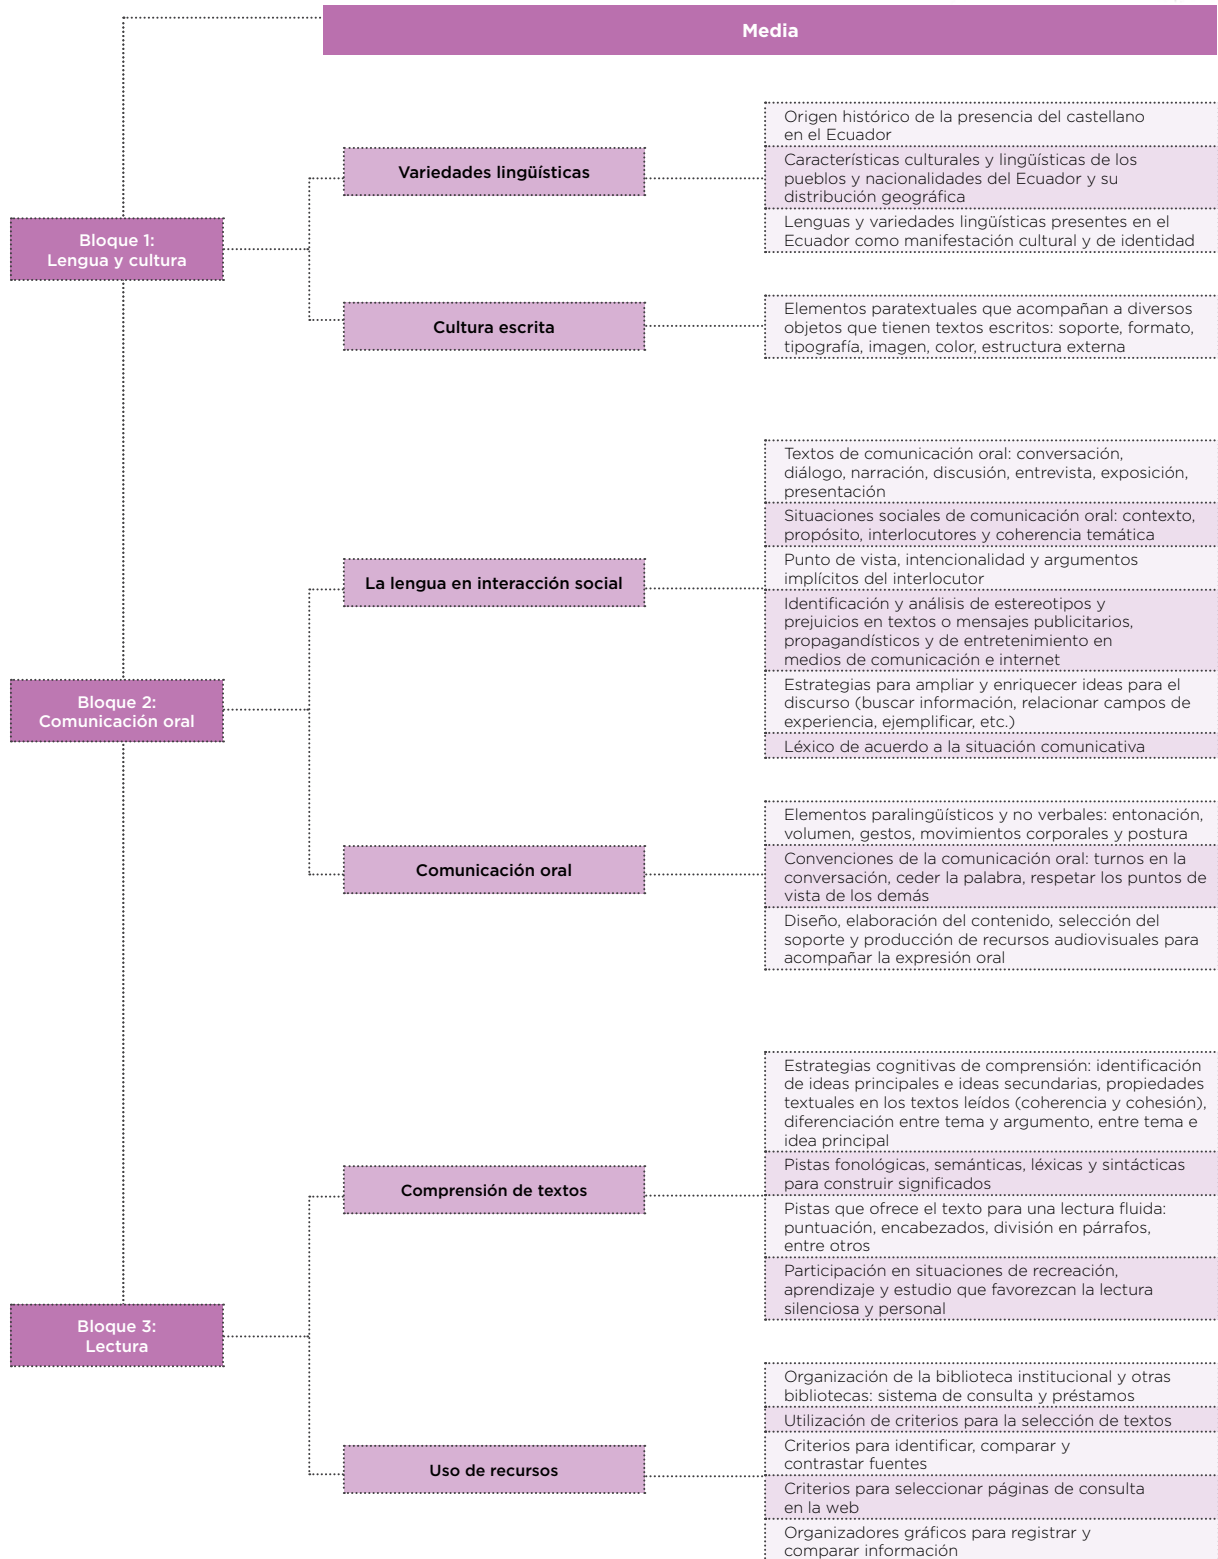 Media
Bloque 1:
Lengua y cultura
Variedades lingüísticas
Origen histórico de la presencia del castellano
en el Ecuador
Características culturales y lingüísticas de los
pueblos y nacionalidades del Ecuador y su
distribución geográfica
Lenguas y variedades lingüísticas presentes en el
Ecuador como manifestación cultural y de identidad
Cultura escrita
Elementos paratextuales que acompañan a diversos
objetos que tienen textos escritos: soporte, formato,
tipografía, imagen, color, estructura externa
Bloque 2:
Comunicación oral
La lengua en interacción social
Textos de comunicación oral: conversación,
diálogo, narración, discusión, entrevista, exposición,
presentación
Situaciones sociales de comunicación oral: contexto,
propósito, interlocutores y coherencia temática
Punto de vista, intencionalidad y argumentos
implícitos del interlocutor
Identificación y análisis de estereotipos y
prejuicios en textos o mensajes publicitarios,
propagandísticos y de entretenimiento en
medios de comunicación e internet
Estrategias para ampliar y enriquecer ideas para el
discurso (buscar información, relacionar campos de
experiencia, ejemplificar, etc.)
Léxico de acuerdo a la situación comunicativa
Comunicación oral
Elementos paralingüísticos y no verbales: entonación,
volumen, gestos, movimientos corporales y postura
Convenciones de la comunicación oral: turnos en la
conversación, ceder la palabra, respetar los puntos de
vista de los demás
Diseño, elaboración del contenido, selección del
soporte y producción de recursos audiovisuales para
acompañar la expresión oral
Bloque 3:
Lectura
Comprensión de textos
Estrategias cognitivas de comprensión: identificación
de ideas principales e ideas secundarias, propiedades
textuales en los textos leídos (coherencia y cohesión),
diferenciación entre tema y argumento, entre tema e
idea principal
Pistas fonológicas, semánticas, léxicas y sintácticas
para construir significados
Pistas que ofrece el texto para una lectura fluida:
puntuación, encabezados, división en párrafos,
entre otros
Participación en situaciones de recreación,
aprendizaje y estudio que favorezcan la lectura
silenciosa y personal
Uso de recursos
Organización de la biblioteca institucional y otras
bibliotecas: sistema de consulta y préstamos
Utilización de criterios para la selección de textos
Criterios para identificar, comparar y
contrastar fuentes
Criterios para seleccionar páginas de consulta
en la web
Organizadores gráficos para registrar y
comparar información